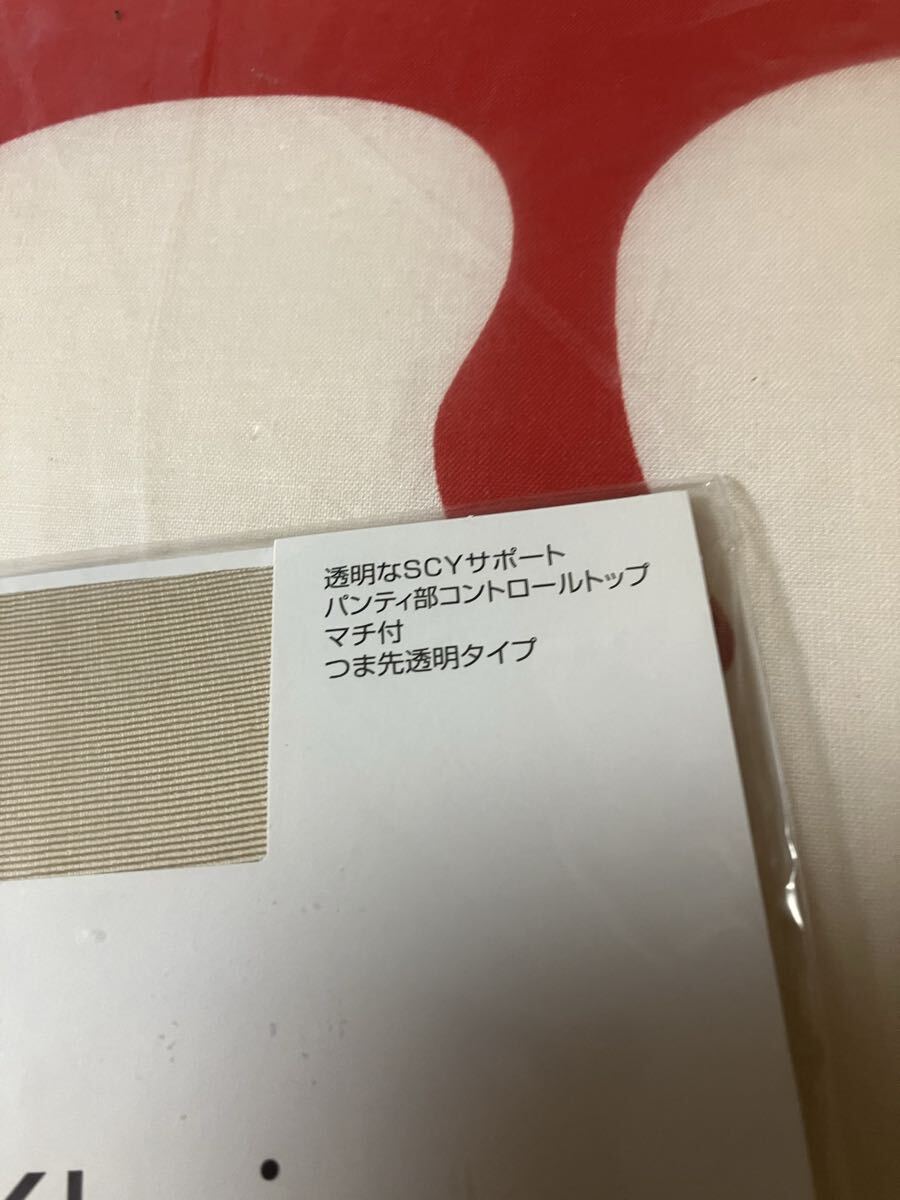 透明なSCYサポート
パンティ部コントロールトップ
マチ付
つま先透明タイプ